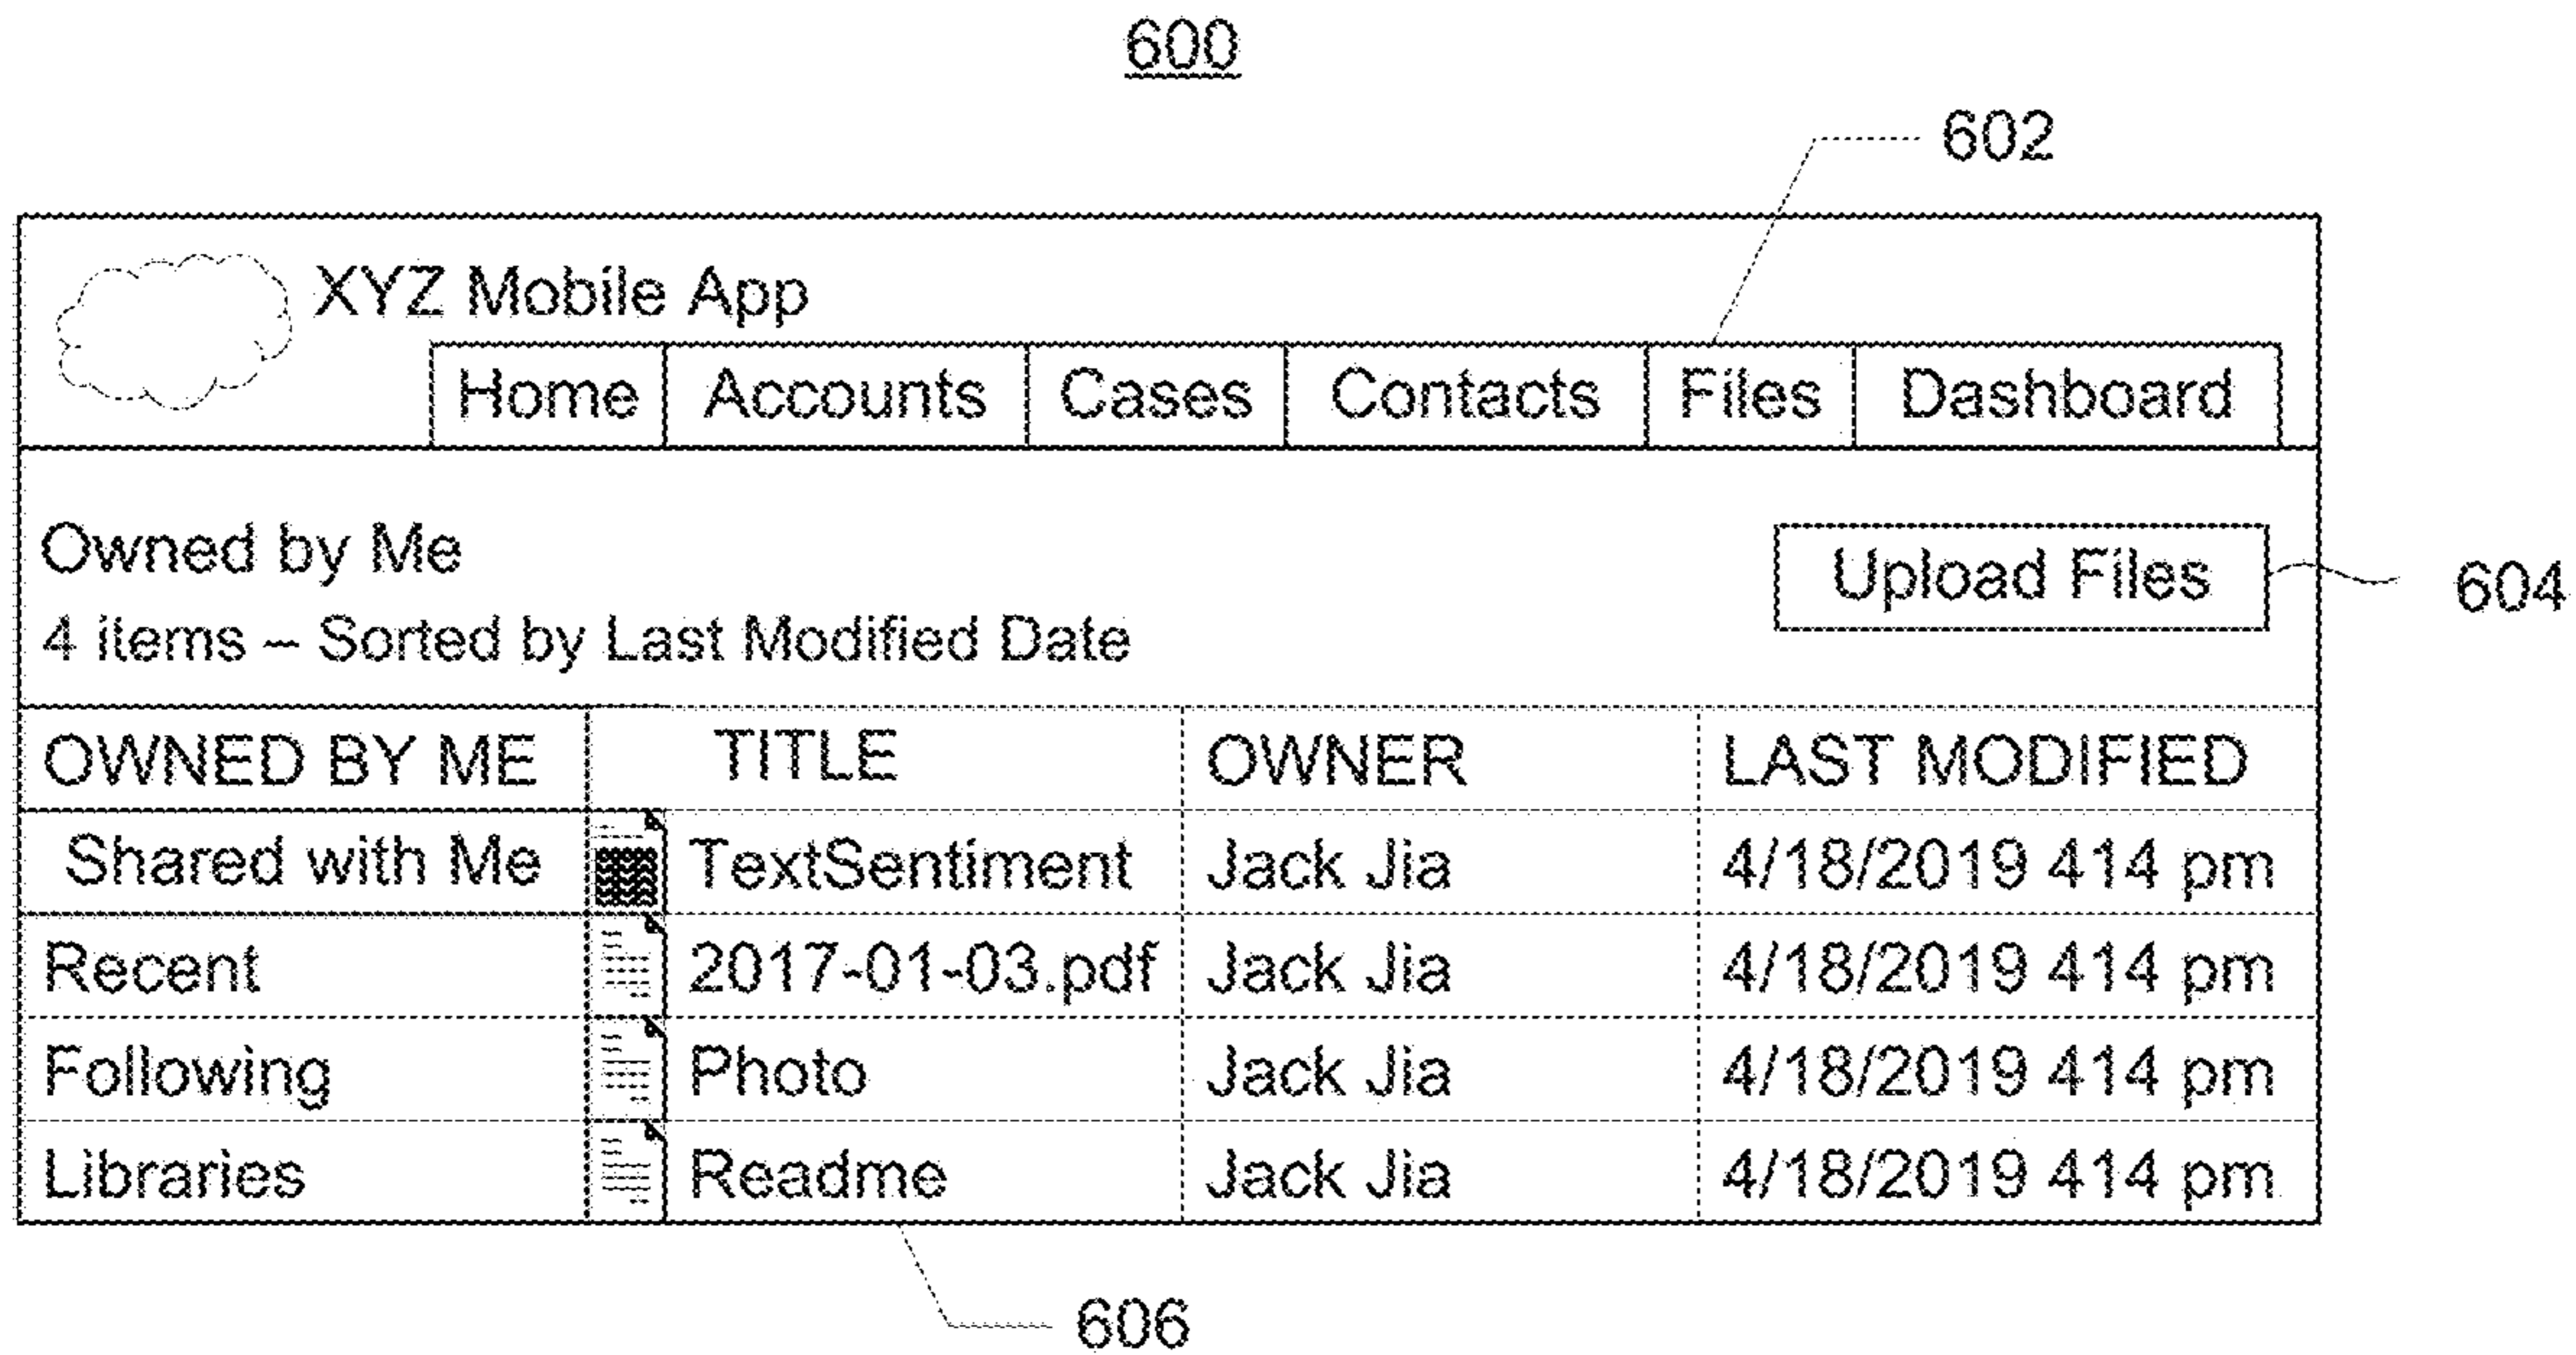 600
602
XYZ Mobile App
Home Accounts Cases Contacts Files Dashboard
Owned by Me
Upload Files
604
4 items – Sorted by Last Modified Date
OWNED BY ME TITLE OWNER LAST MODIFIED
Shared with Me TextSentiment Jack Jia 4/18/2019 414 pm
Recent 2017-01-03.pdf Jack Jia 4/18/2019 414 pm
Following Photo Jack Jia 4/18/2019 414 pm
Libraries Readme Jack Jia 4/18/2019 414 pm
606